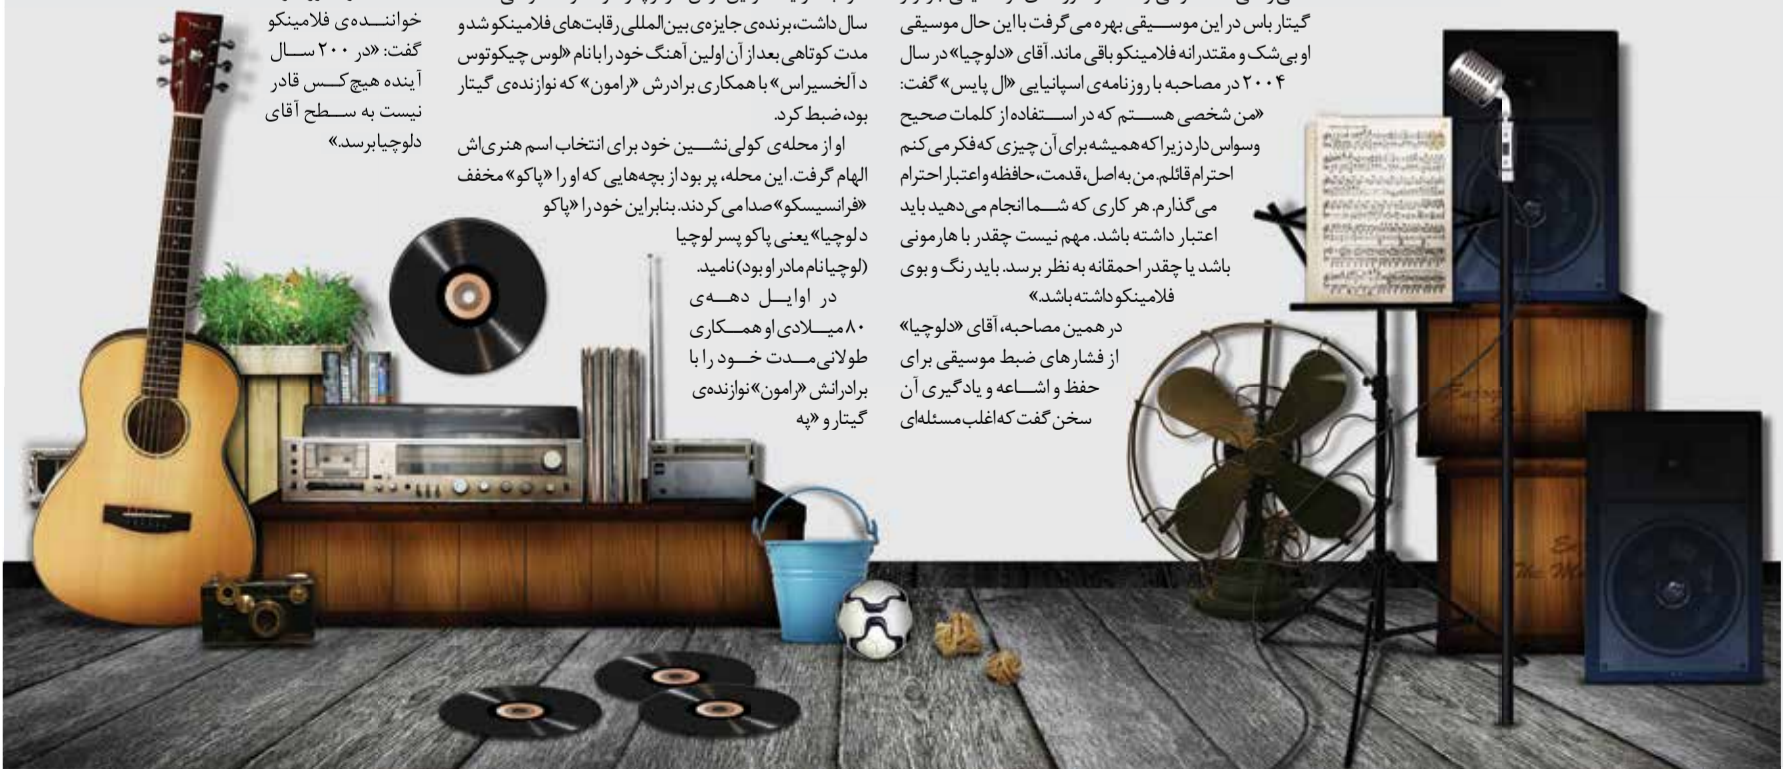 گیتار باس در این موسیقی بهره می‌گرفت با این حال موسیقی
او بی‌شک و مقتدرانه فلامینکو باقی ماند. آقای «دلوچیا» در سال
۲۰۰۴ در مصاحبه با روزنامه‌ی اسپانیایی «ال پایس» گفت:
«من شخصی هستم که در استفاده از کلمات صحیح
وسواس دارد زیرا که همیشه برای آن چیزی که فکر می‌کنم
احترام قائلم. من به اصل، قدمت، حافظه و اعتبار احترام
می‌گذارم. هر کاری که شما انجام می‌دهید باید
اعتبار داشته باشد. مهم نیست چقدر با هارمونی
باشد یا چقدر احمقانه به نظر برسد. باید رنگ و بوی
فلامینکو داشته باشد.»
در همین مصاحبه، آقای «دلوچیا»
از فشارهای ضبط موسیقی برای
حفظ و اشاعه و یادگیری آن
سخن گفت که اغلب مسئله‌ای
سال داشت، برنده‌ی جایزه‌ی بین‌المللی رقابت‌های فلامینکو شد و
مدت کوتاهی بعد از آن اولین آهنگ خود را با نام «لوس چیکوتوس
د آلخسیراس» با همکاری برادرش «رامون» که نوازنده‌ی گیتار
بود، ضبط کرد.
او از محله‌ی کولی‌نشین خود برای انتخاب اسم هنری‌اش
الهام گرفت. این محله، پر بود از بچه‌هایی که او را «پاکو» مخفف
«فرانسیسکو» صدا می‌کردند. بنابراین خود را «پاکو
دلوچیا» یعنی پاکو پسر لوچیا
(لوچیا نام مادر او بود) نامید.
در اوایل دهه‌ی
۸۰ میلادی او همکاری
طولانی‌مدت خود را با
برادرانش «رامون» نوازنده‌ی
گیتار و «په
خواننده‌ی فلامینکو
گفت: «در ۲۰۰ سال
آینده هیچ کس قادر
نیست به سطح آقای
دلوچیا برسد.»
Enjoy
The